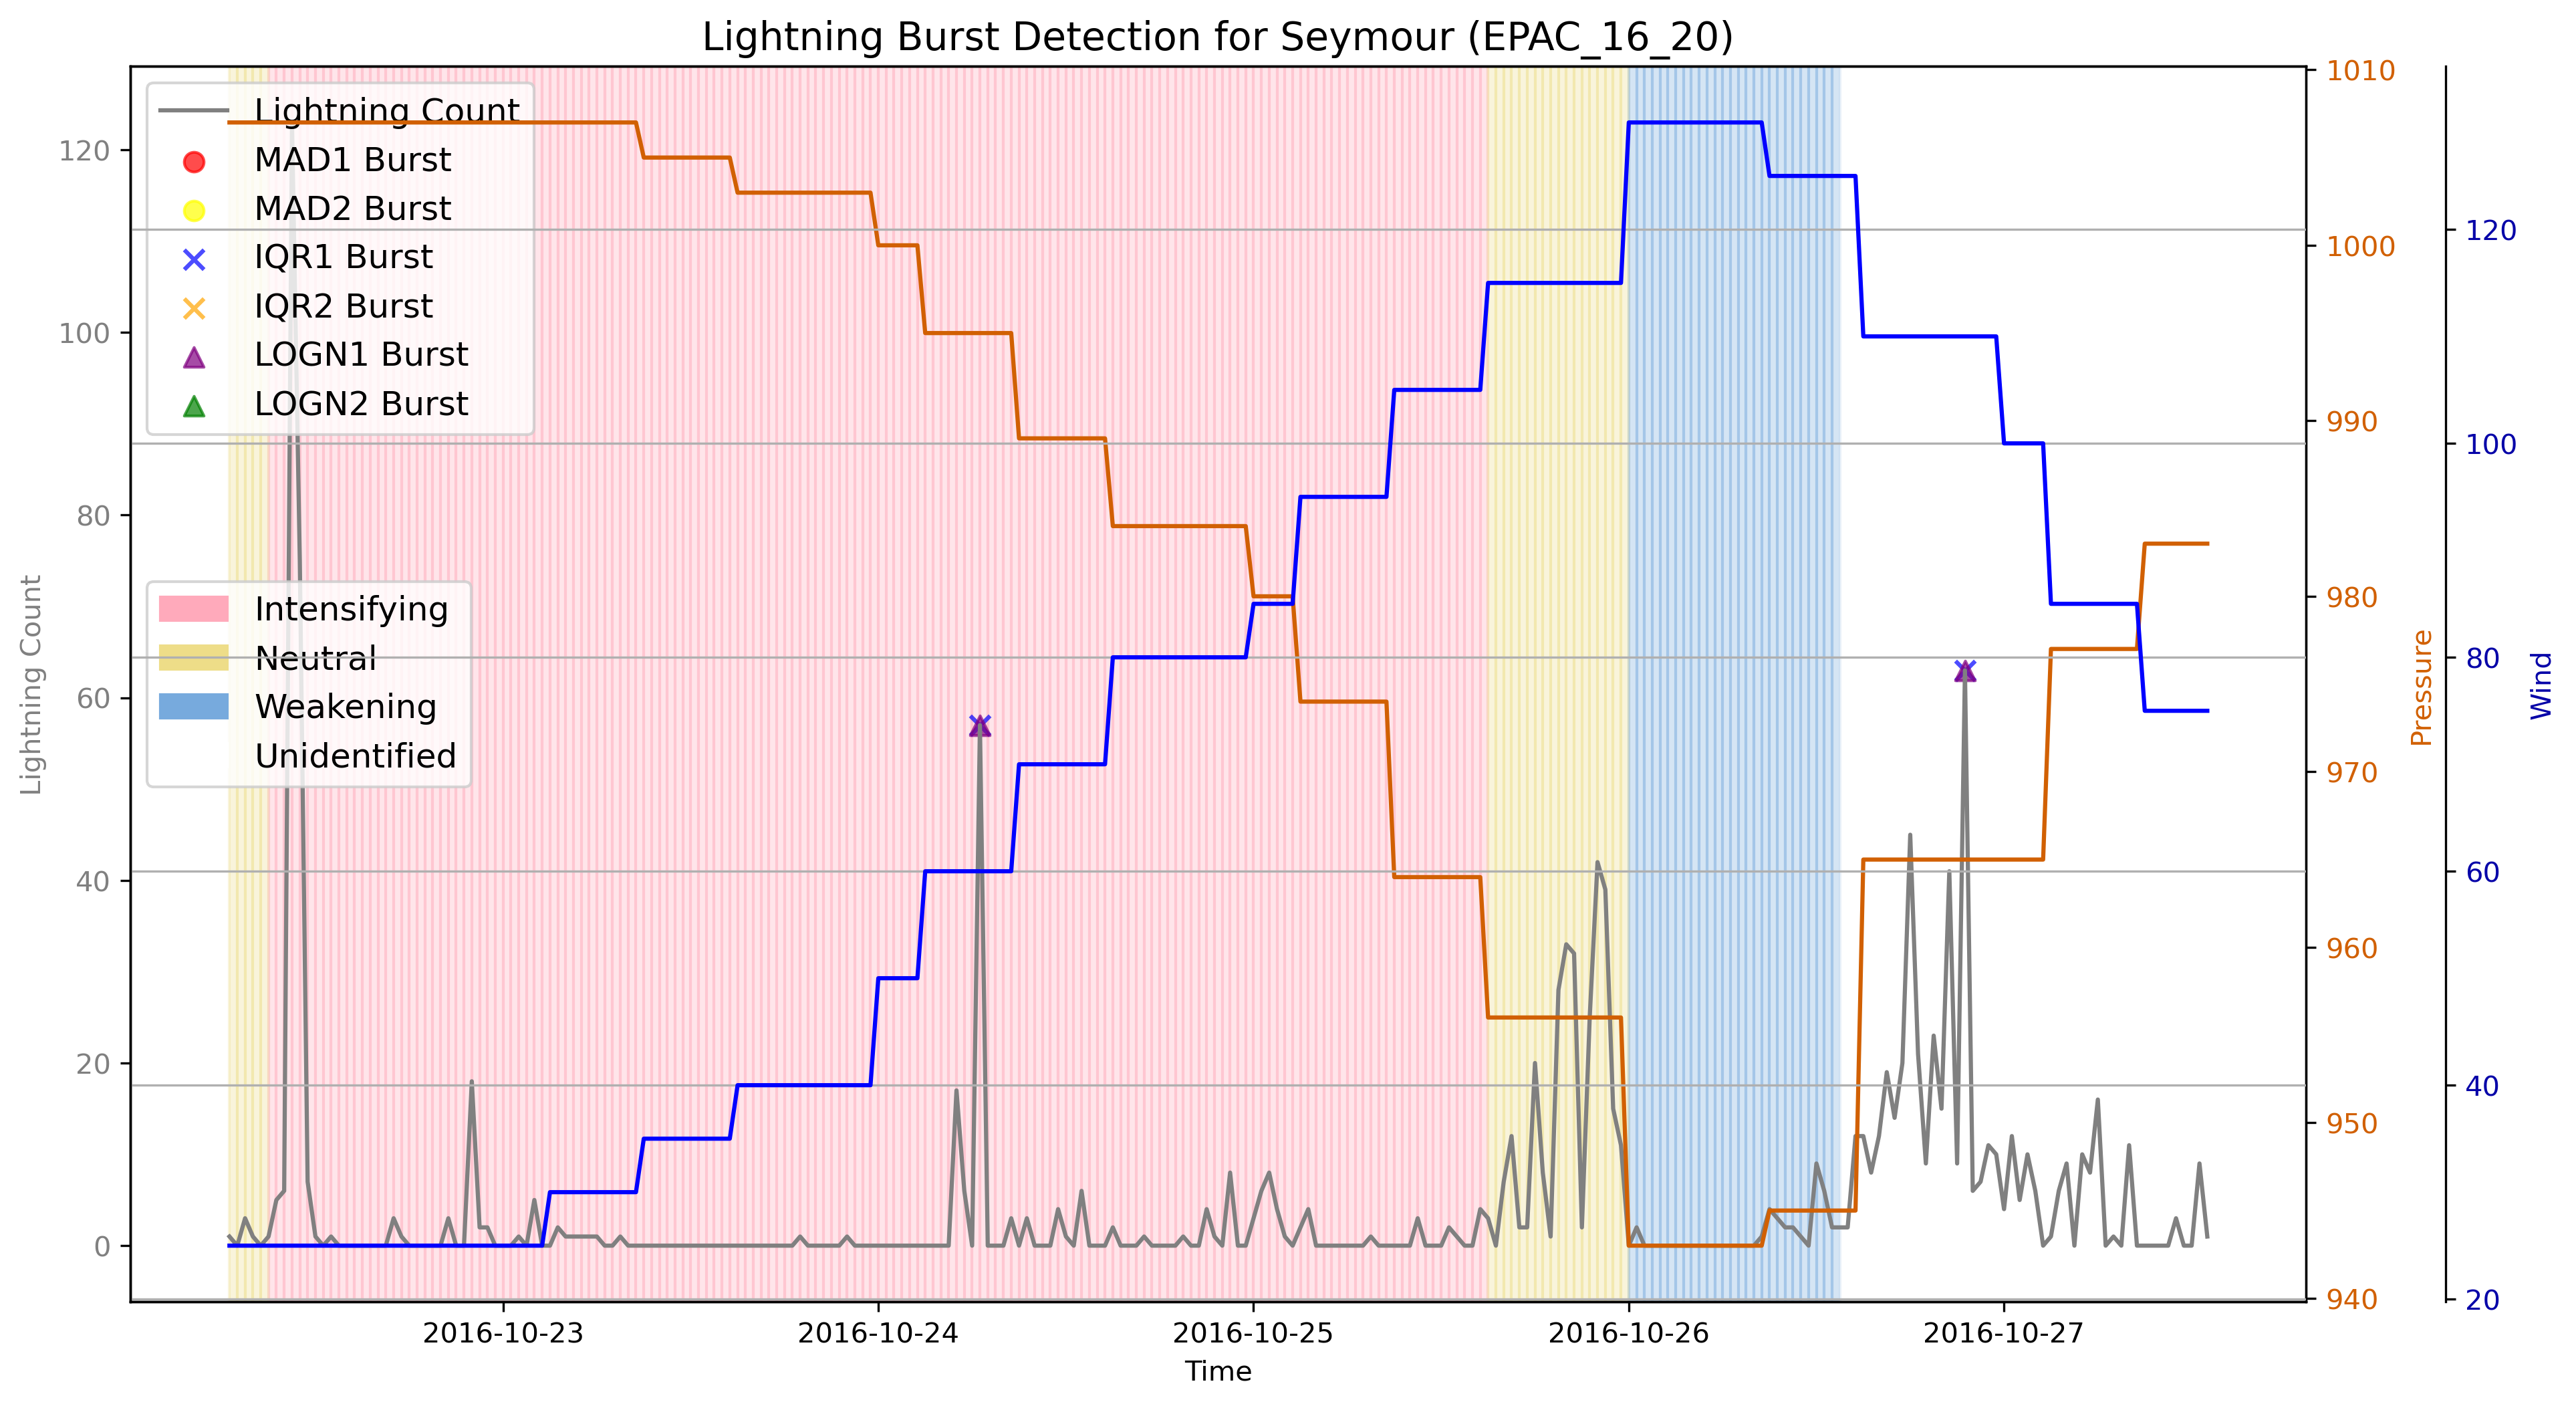 Lightning Burst Detection for Seymour (EPAC_16_20)
Lightning Count
MAD1 Burst
MAD2 Burst
IQR1 Burst
IQR2 Burst
LOGN1 Burst
LOGN2 Burst
Intensifying
Neutral
Weakening
Unidentified
120
100
80
60
40
20
0
Lightning Count
2016-10-23
2016-10-24
2016-10-25
2016-10-26
2016-10-27
Time
1010
1000
990
980
970
960
950
940
Pressure
120
100
80
60
40
20
Wind